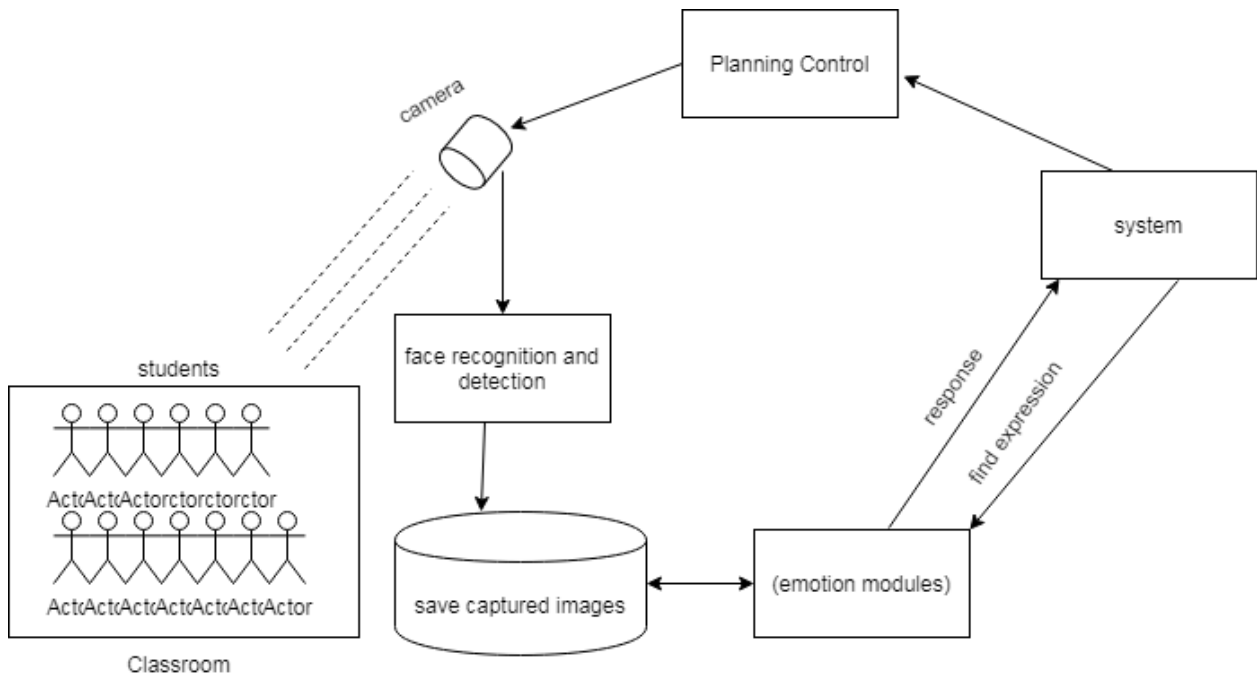 Planning Control
camera
system
face recognition and
detection
students
response
find expression
ActcActcActorctorctorctor
ActcActcActcActcActcActcActor
save captured images
(emotion modules)
Classroom